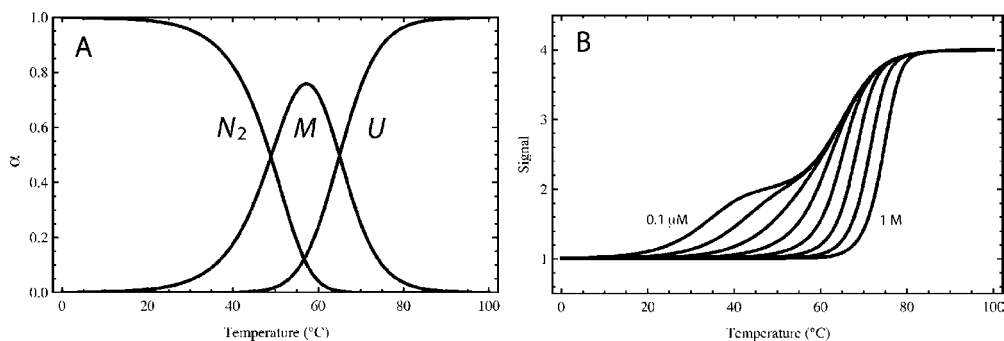 A
1.0
0.8
0.6
0.4
0.2
0.0
α
N2
M
U
0 20 40 60 80 100
Temperature (°C)
B
4
3
2
1
Signal
0.1 µM
1 M
0 20 40 60 80 100
Temperature (°C)